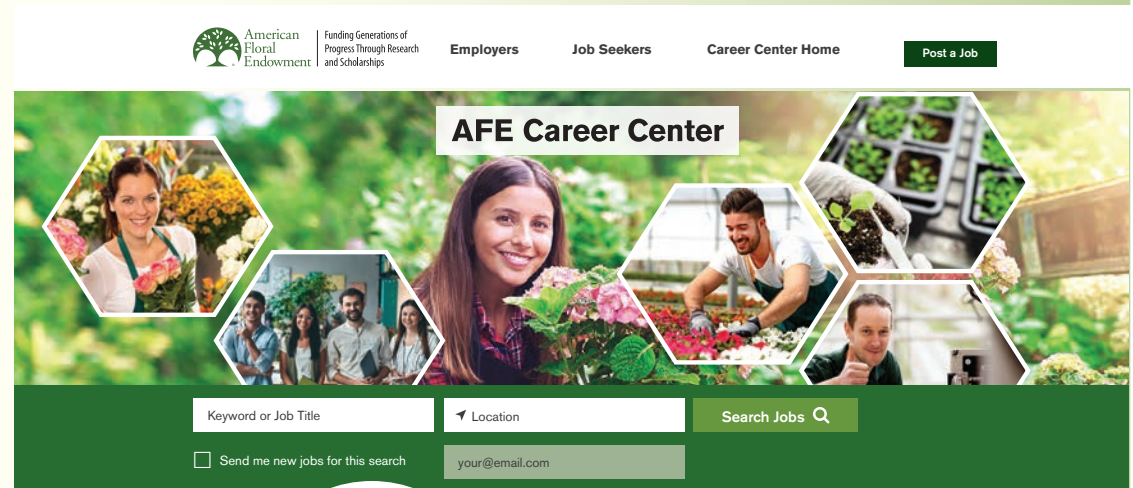 American
Floral
Endowment
Funding Generations of
Progress Through Research
and Scholarships
Employers
Job Seekers
Career Center Home
Post a Job
AFE Career Center
Keyword or Job Title
Location
Search Jobs
Send me new jobs for this search
your@email.com